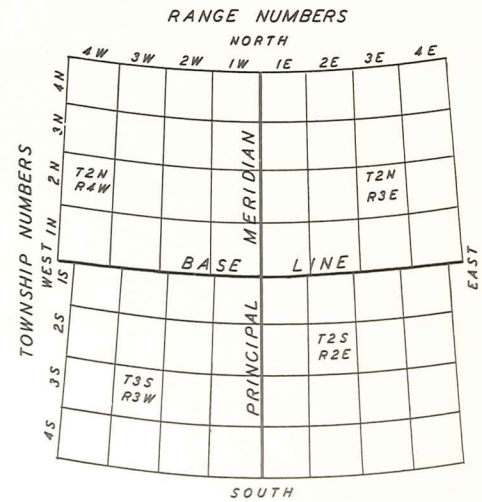 RANGE NUMBERS
NORTH
4W 3W 2W 1W 1E 2E 3E 4E
TOWNSHIP NUMBERS
4N
3N
2N
1N
T2N
R4W
T2N
R3E
MERIDIAN
WEST
BASE LINE
EAST
1S
2S
3S
4S
PRINCIPAL
T2S
R2E
T3S
R3W
SOUTH